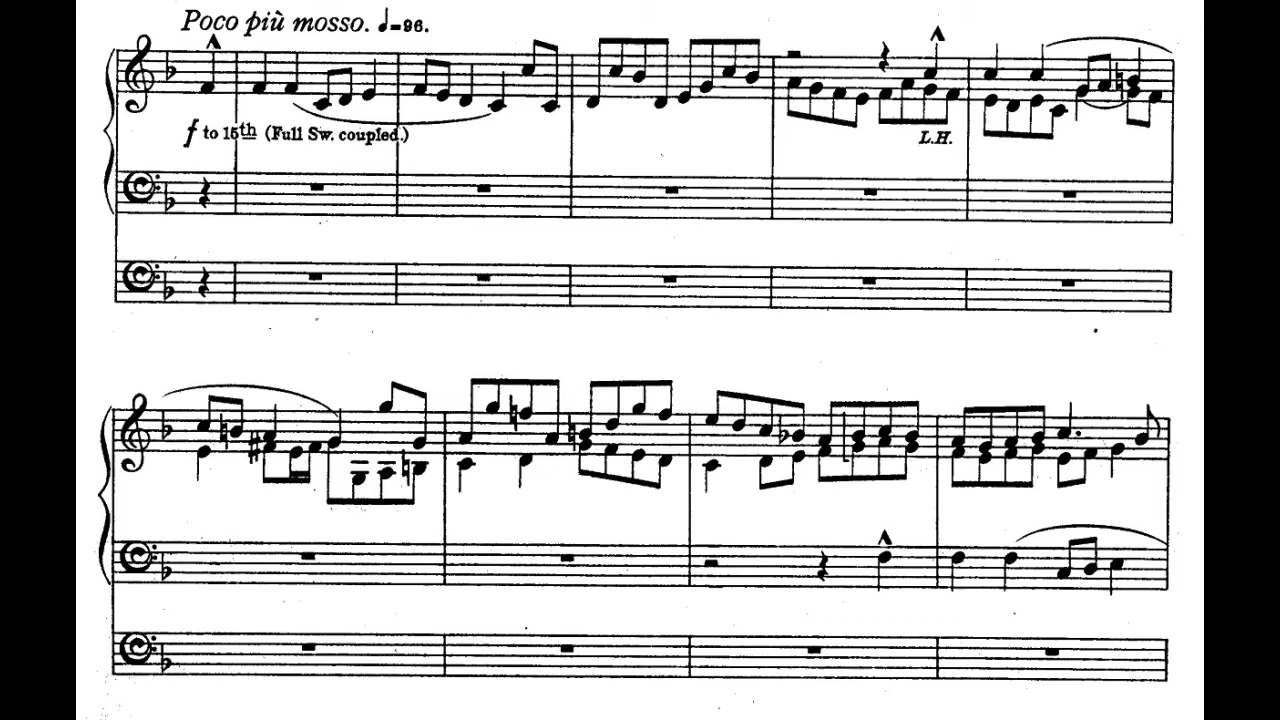 Poco più mosso. 𝅗𝅥=96.
f to 15th (Full Sw. coupled.)
L.H.